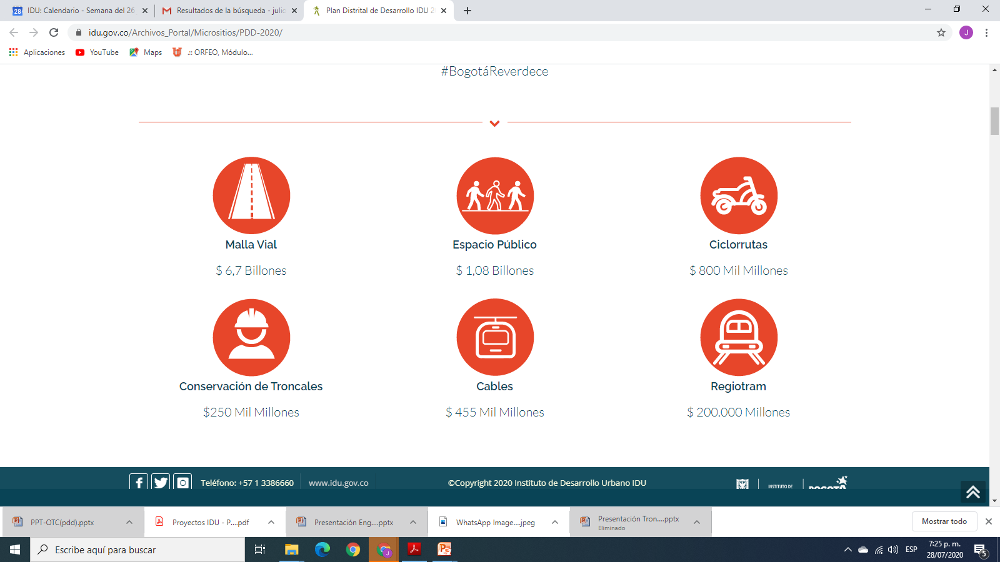 IDU: Calendario - Semana del 26
Resultados de la búsqueda - julio
Plan Distrital de Desarrollo IDU 2
idu.gov.co/Archivos_Portal/Micrositios/PDD-2020/
J
Aplicaciones
YouTube
Maps
.:: ORFEO, Módulo...
#BogotáReverdece
Malla Vial
Espacio Público
Ciclorrutas
$ 6,7 Billones
$ 1,08 Billones
$ 800 Mil Millones
Conservación de Troncales
Cables
Regiotram
$250 Mil Millones
$ 455 Mil Millones
$ 200.000 Millones
Teléfono: +57 1 3386660
www.idu.gov.co
©Copyright 2020 Instituto de Desarrollo Urbano IDU
INSTITUTO DE
BOGOTÁ
PPT-OTC(pdd).pptx
Proyectos IDU - P....pdf
Presentación Eng....pptx
WhatsApp Image....jpeg
Presentación Tron....pptx
Eliminado
Mostrar todo
Escribe aquí para buscar
ESP
7:25 p. m.
28/07/2020
5